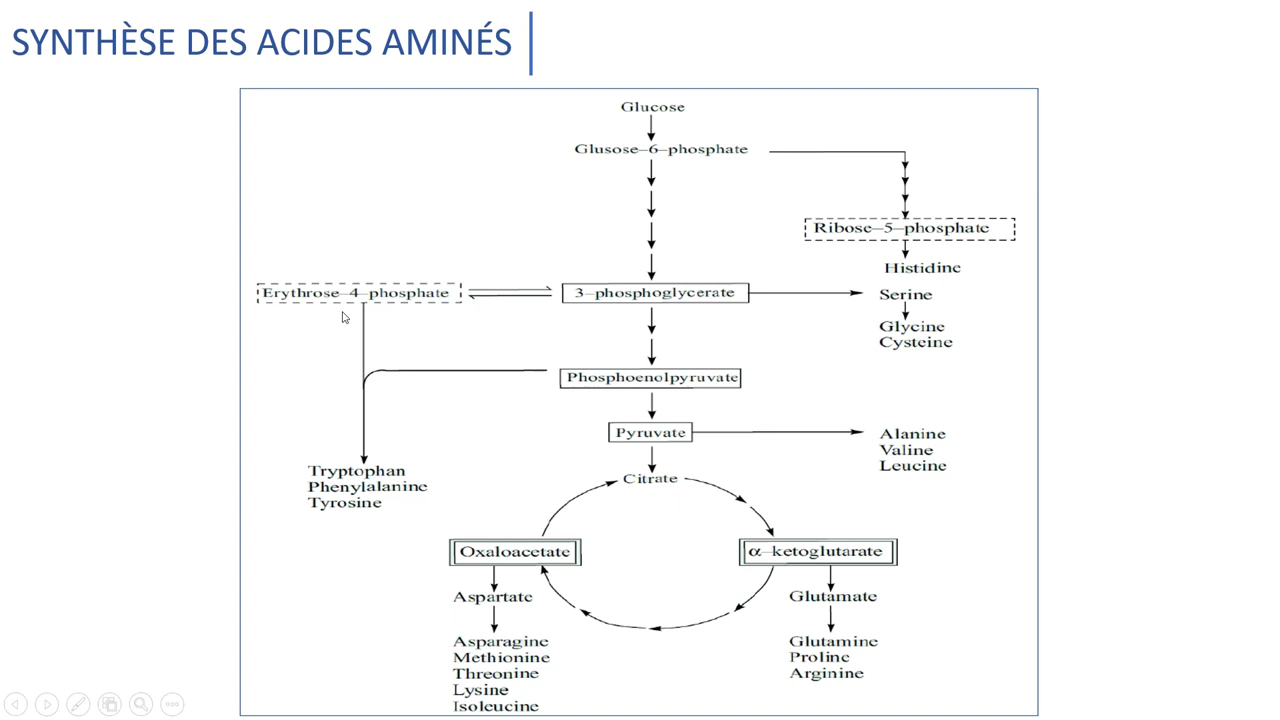 SYNTHÈSE DES ACIDES AMINÉS
Glucose
Glusose-6-phosphate
Ribose-5-phosphate
Histidine
Erythrose-4-phosphate
3-phosphoglycerate
Serine
Glycine
Cysteine
Phosphoenolpyruvate
Pyruvate
Alanine
Valine
Leucine
Tryptophan
Phenylalanine
Tyrosine
Citrate
Oxaloacetate
α-ketoglutarate
Aspartate
Glutamate
Asparagine
Methionine
Threonine
Lysine
Isoleucine
Glutamine
Proline
Arginine